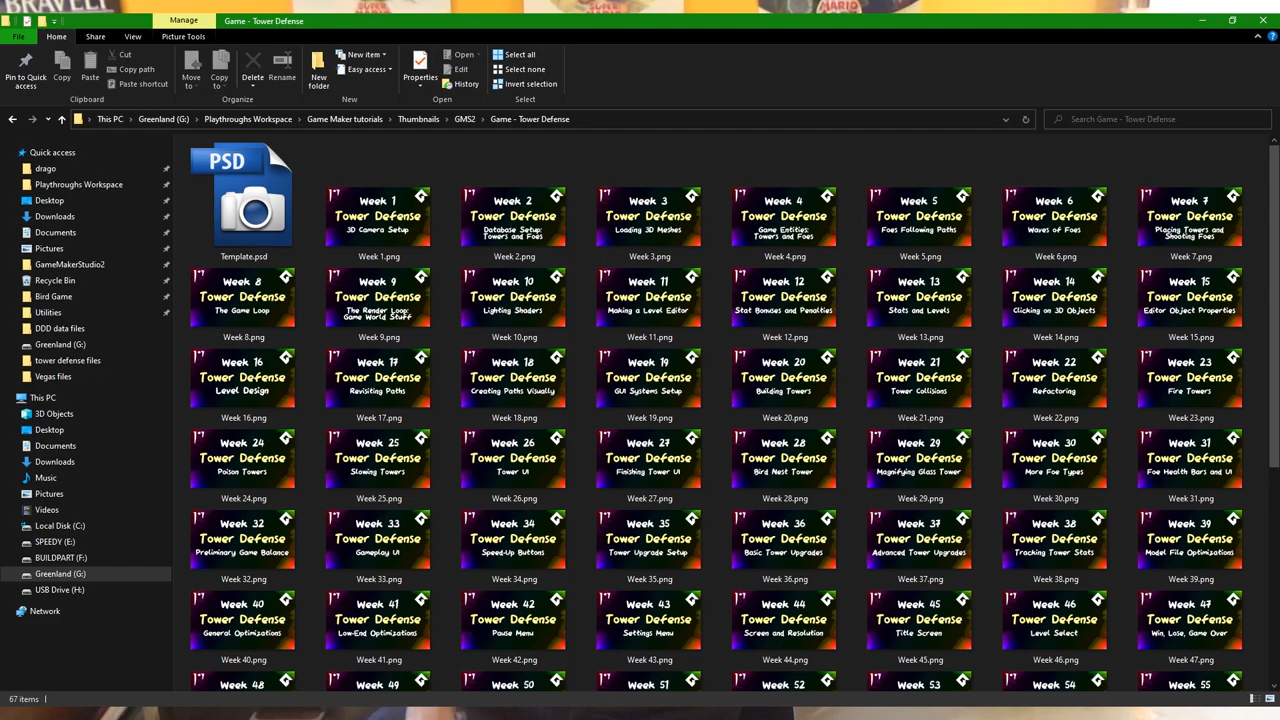 BRAVELY
SUPER
MARIO
SUPER
MARIO
Manage
Game - Tower Defense
File
Home
Share
View
Picture Tools
Pin to Quick access
Copy
Paste
Cut
Copy path
Paste shortcut
Clipboard
Move to
Copy to
Delete
Rename
Organize
New folder
New item
Easy access
New
Properties
Open
Edit
History
Open
Select all
Select none
Invert selection
Select
This PC > Greenland (G:) > Playthroughs Workspace > Game Maker tutorials > Thumbnails > GMS2 > Game - Tower Defense
Search Game - Tower Defense
Quick access
drago
Playthroughs Workspace
Desktop
Downloads
Documents
Pictures
GameMakerStudio2
Recycle Bin
Bird Game
Utilities
DDD data files
Greenland (G:)
tower defense files
Vegas files
This PC
3D Objects
Desktop
Documents
Downloads
Music
Pictures
Videos
Local Disk (C:)
SPEEDY (E:)
BUILDPART (F:)
Greenland (G:)
USB Drive (H:)
Network
PSD
Template.psd
Week 1
Tower Defense
3D Camera Setup
Week 1.png
Week 2
Tower Defense
Database Setup:
Towers and Foes
Week 2.png
Week 3
Tower Defense
Loading 3D Meshes
Week 3.png
Week 4
Tower Defense
Game Entities:
Towers and Foes
Week 4.png
Week 5
Tower Defense
Foes Following Paths
Week 5.png
Week 6
Tower Defense
Waves of Foes
Week 6.png
Week 7
Tower Defense
Placing Towers and
Shooting Foes
Week 7.png
Week 8
Tower Defense
The Game Loop
Week 8.png
Week 9
Tower Defense
The Render Loop:
Game World Stuff
Week 9.png
Week 10
Tower Defense
Lighting Shaders
Week 10.png
Week 11
Tower Defense
Making a Level Editor
Week 11.png
Week 12
Tower Defense
Stat Bonuses and Penalties
Week 12.png
Week 13
Tower Defense
Stats and Levels
Week 13.png
Week 14
Tower Defense
Clicking on 3D Objects
Week 14.png
Week 15
Tower Defense
Editor Object Properties
Week 15.png
Week 16
Tower Defense
Level Design
Week 16.png
Week 17
Tower Defense
Revisiting Paths
Week 17.png
Week 18
Tower Defense
Creating Paths Visually
Week 18.png
Week 19
Tower Defense
GUI Systems Setup
Week 19.png
Week 20
Tower Defense
Building Towers
Week 20.png
Week 21
Tower Defense
Tower Collisions
Week 21.png
Week 22
Tower Defense
Refactoring
Week 22.png
Week 23
Tower Defense
Fire Towers
Week 23.png
Week 24
Tower Defense
Poison Towers
Week 24.png
Week 25
Tower Defense
Slowing Towers
Week 25.png
Week 26
Tower Defense
Tower UI
Week 26.png
Week 27
Tower Defense
Finishing Tower UI
Week 27.png
Week 28
Tower Defense
Bird Nest Tower
Week 28.png
Week 29
Tower Defense
Magnifying Glass Tower
Week 29.png
Week 30
Tower Defense
More Foe Types
Week 30.png
Week 31
Tower Defense
Foe Health Bars and UI
Week 31.png
Week 32
Tower Defense
Preliminary Game Balance
Week 32.png
Week 33
Tower Defense
Gameplay UI
Week 33.png
Week 34
Tower Defense
Speed-Up Buttons
Week 34.png
Week 35
Tower Defense
Tower Upgrade Setup
Week 35.png
Week 36
Tower Defense
Basic Tower Upgrades
Week 36.png
Week 37
Tower Defense
Advanced Tower Upgrades
Week 37.png
Week 38
Tower Defense
Tracking Tower Stats
Week 38.png
Week 39
Tower Defense
Model File Optimizations
Week 39.png
Week 40
Tower Defense
General Optimizations
Week 40.png
Week 41
Tower Defense
Low-End Optimizations
Week 41.png
Week 42
Tower Defense
Pause Menu
Week 42.png
Week 43
Tower Defense
Settings Menu
Week 43.png
Week 44
Tower Defense
Screen and Resolution
Week 44.png
Week 45
Tower Defense
Title Screen
Week 45.png
Week 46
Tower Defense
Level Select
Week 46.png
Week 47
Tower Defense
Win, Lose, Game Over
Week 47.png
Week 48
Week 49
Week 50
Week 51
Week 52
Week 53
Week 54
Week 55
67 items